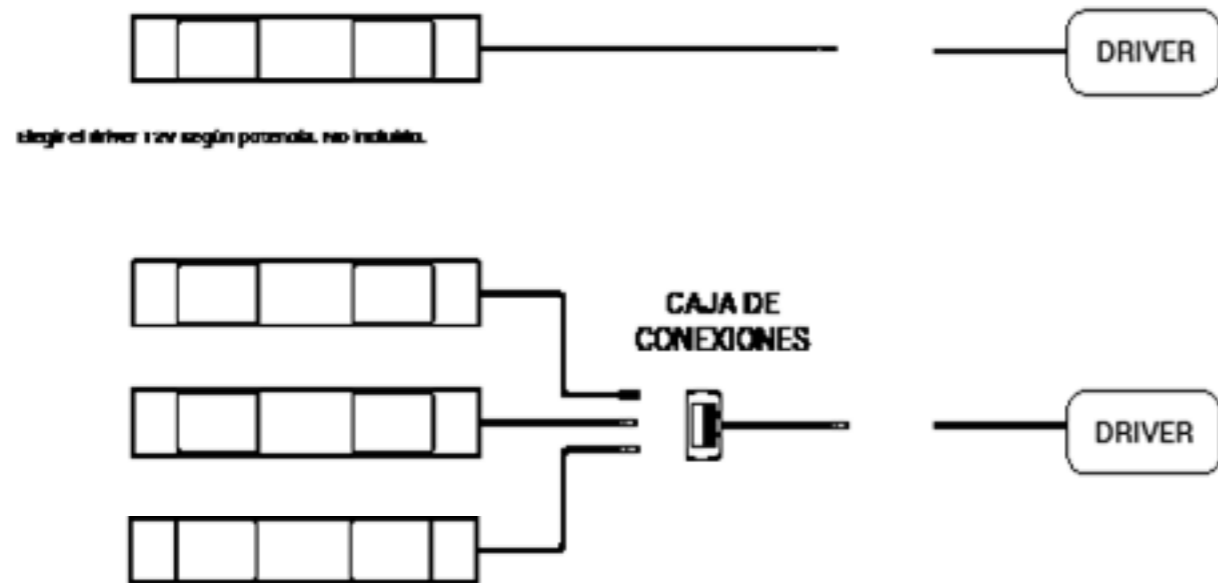 DRIVER
Elegir el driver 12V según potencia. No incluido.
CAJA DE
CONEXIONES
DRIVER